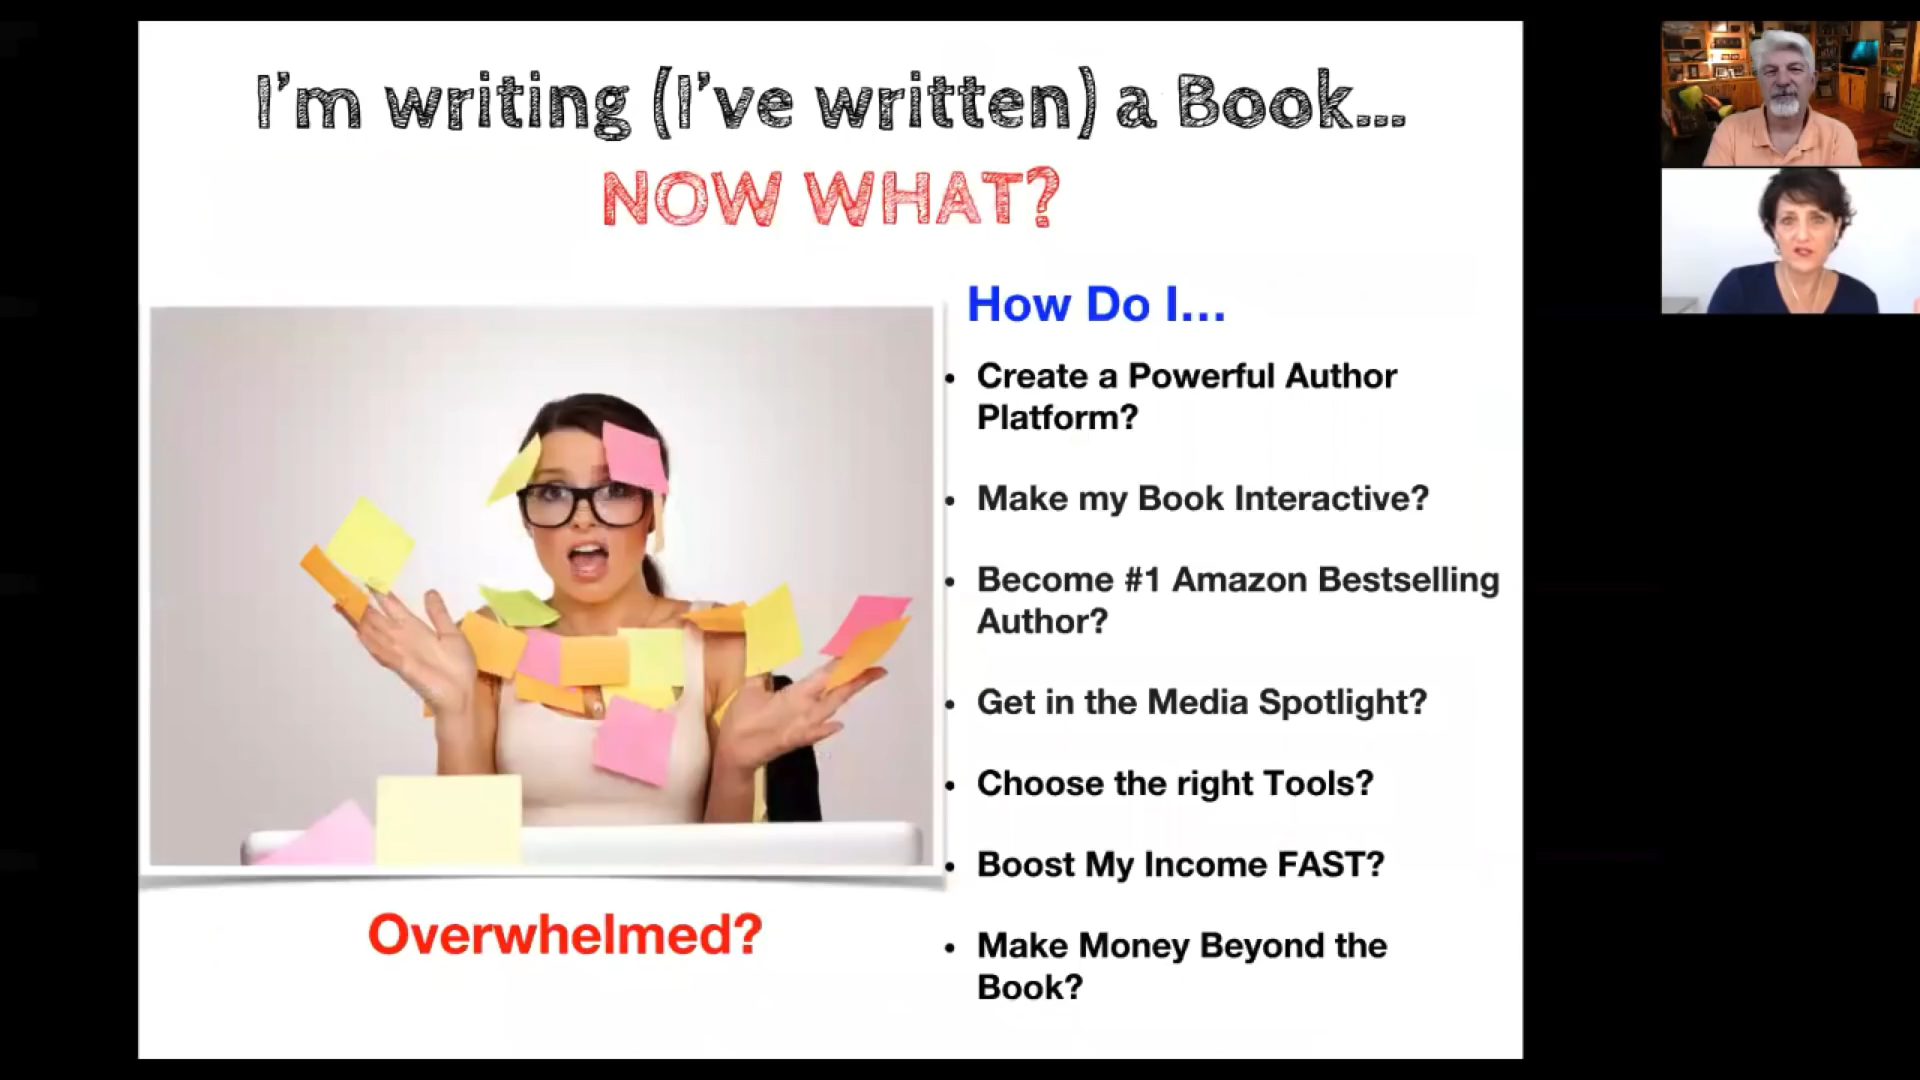 I'm writing (I've written) a Book...
NOW WHAT?
How Do I...
• Create a Powerful Author
Platform?
• Make my Book Interactive?
• Become #1 Amazon Bestselling
Author?
• Get in the Media Spotlight?
• Choose the right Tools?
• Boost My Income FAST?
• Make Money Beyond the
Book?
Overwhelmed?